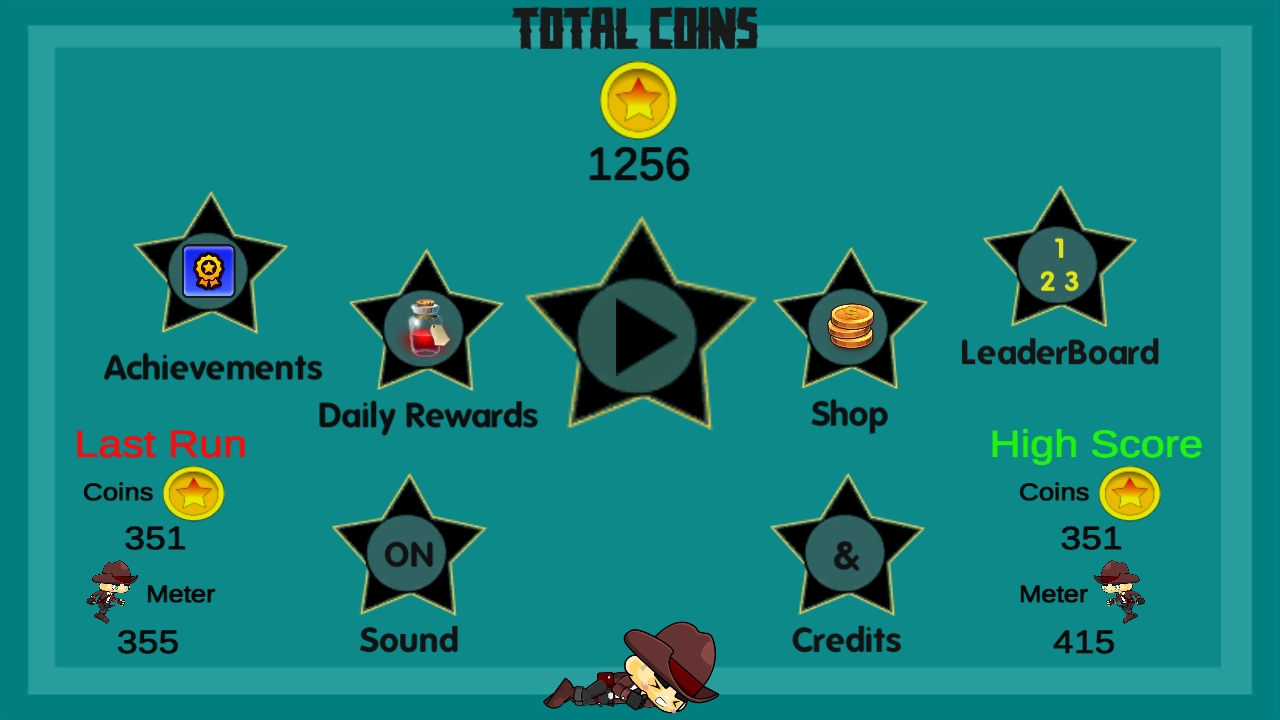 TOTAL COINS
1256
1
2 3
Achievements
LeaderBoard
Daily Rewards
Shop
Last Run
High Score
Coins
Coins
351
351
ON
&
Meter
Meter
355
415
Sound
Credits